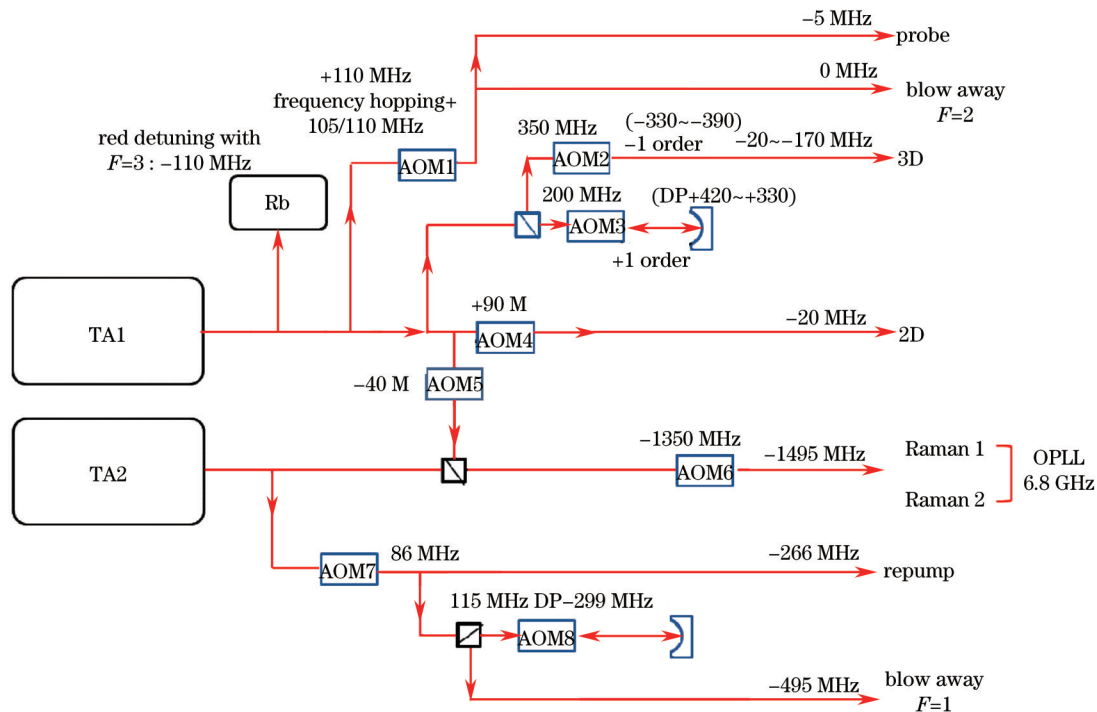 −5 MHz
probe
+110 MHz
frequency hopping+
105/110 MHz
0 MHz
blow away
F=2
red detuning with
F=3 : −110 MHz
AOM1
350 MHz
(−330~−390)
−1 order
−20~−170 MHz
AOM2
3D
Rb
200 MHz
(DP+420~+330)
AOM3
+1 order
TA1
+90 M
−20 MHz
AOM4
2D
−40 M
AOM5
TA2
−1350 MHz
−1495 MHz
AOM6
Raman 1
OPLL
6.8 GHz
Raman 2
AOM7
86 MHz
−266 MHz
repump
115 MHz DP−299 MHz
AOM8
−495 MHz
blow away
F=1